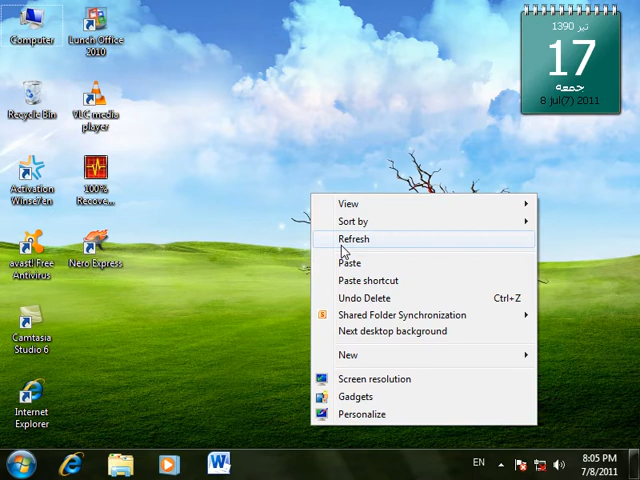 Computer
Lunch Office
2010
Recycle Bin
VLC media
player
Activation
Winse7en
100%
Recove...
avast! Free
Antivirus
Nero Express
Camtasia
Studio 6
Internet
Explorer
تیر 1390
17
جمعه
8 jul(7) 2011
View
Sort by
Refresh
Paste
Paste shortcut
Undo Delete Ctrl+Z
Shared Folder Synchronization
Next desktop background
New
Screen resolution
Gadgets
Personalize
EN
8:05 PM
7/8/2011